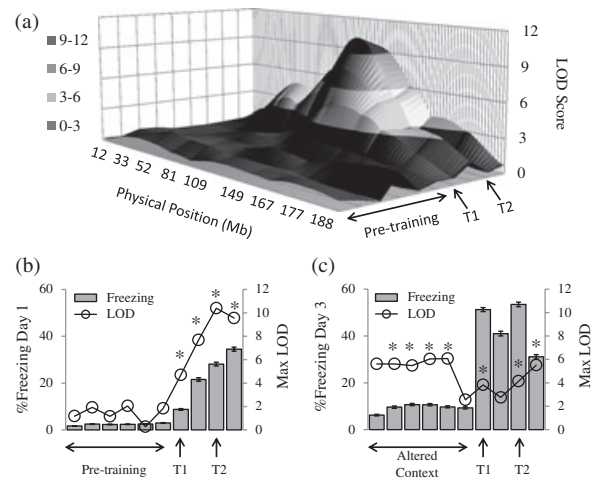 (a)
9-12
6-9
3-6
0-3
12
9
6
3
0
LOD Score
12 33 52 81 109 149 167 177 188
Physical Position (Mb)
Pre-training
T1
T2
(b)
60
40
20
0
%Freezing Day 1
Freezing
LOD
* * * *
12
10
8
6
4
2
0
Max LOD
Pre-training
T1
T2
(c)
60
40
20
0
%Freezing Day 3
Freezing
LOD
* * * * * * *
12
10
8
6
4
2
0
Max LOD
Altered
Context
T1
T2